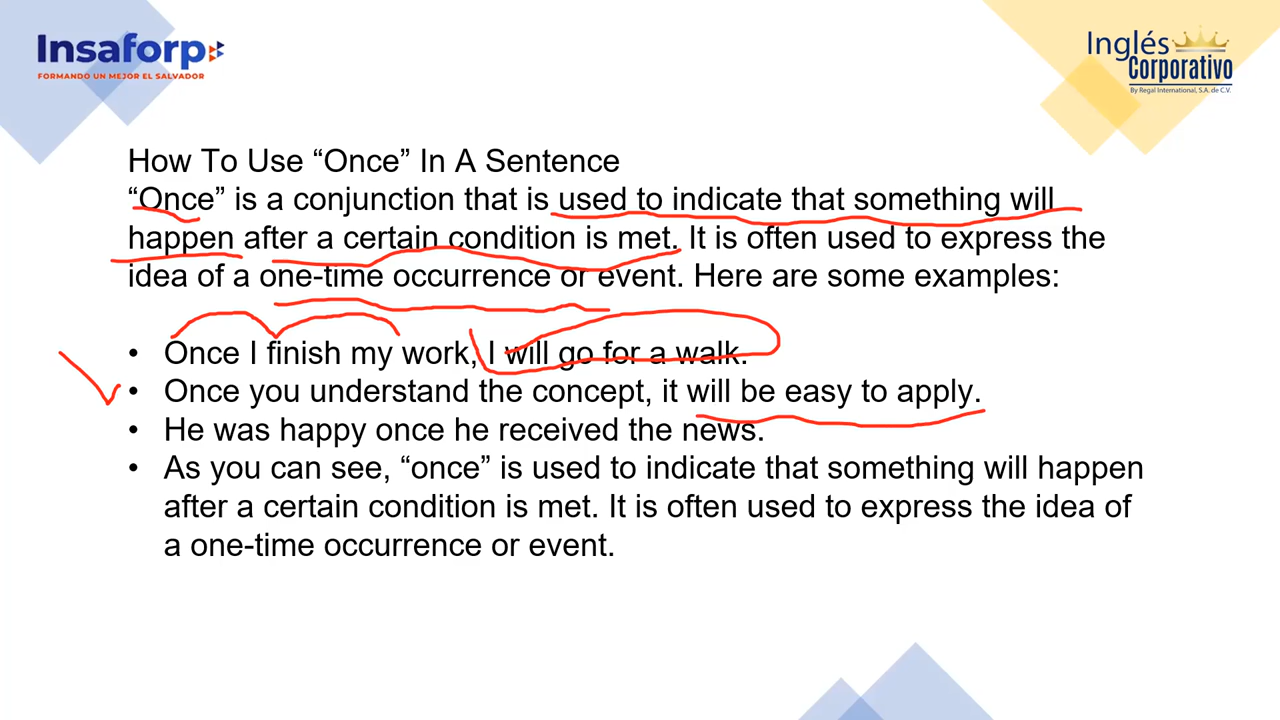 Insaforp
FORMANDO UN MEJOR EL SALVADOR
Inglés
Corporativo
By Regal International, S.A. de C.V.
How To Use “Once” In A Sentence
“Once” is a conjunction that is used to indicate that something will
happen after a certain condition is met. It is often used to express the
idea of a one-time occurrence or event. Here are some examples:
• Once I finish my work, I will go for a walk.
• Once you understand the concept, it will be easy to apply.
• He was happy once he received the news.
• As you can see, “once” is used to indicate that something will happen
after a certain condition is met. It is often used to express the idea of
a one-time occurrence or event.